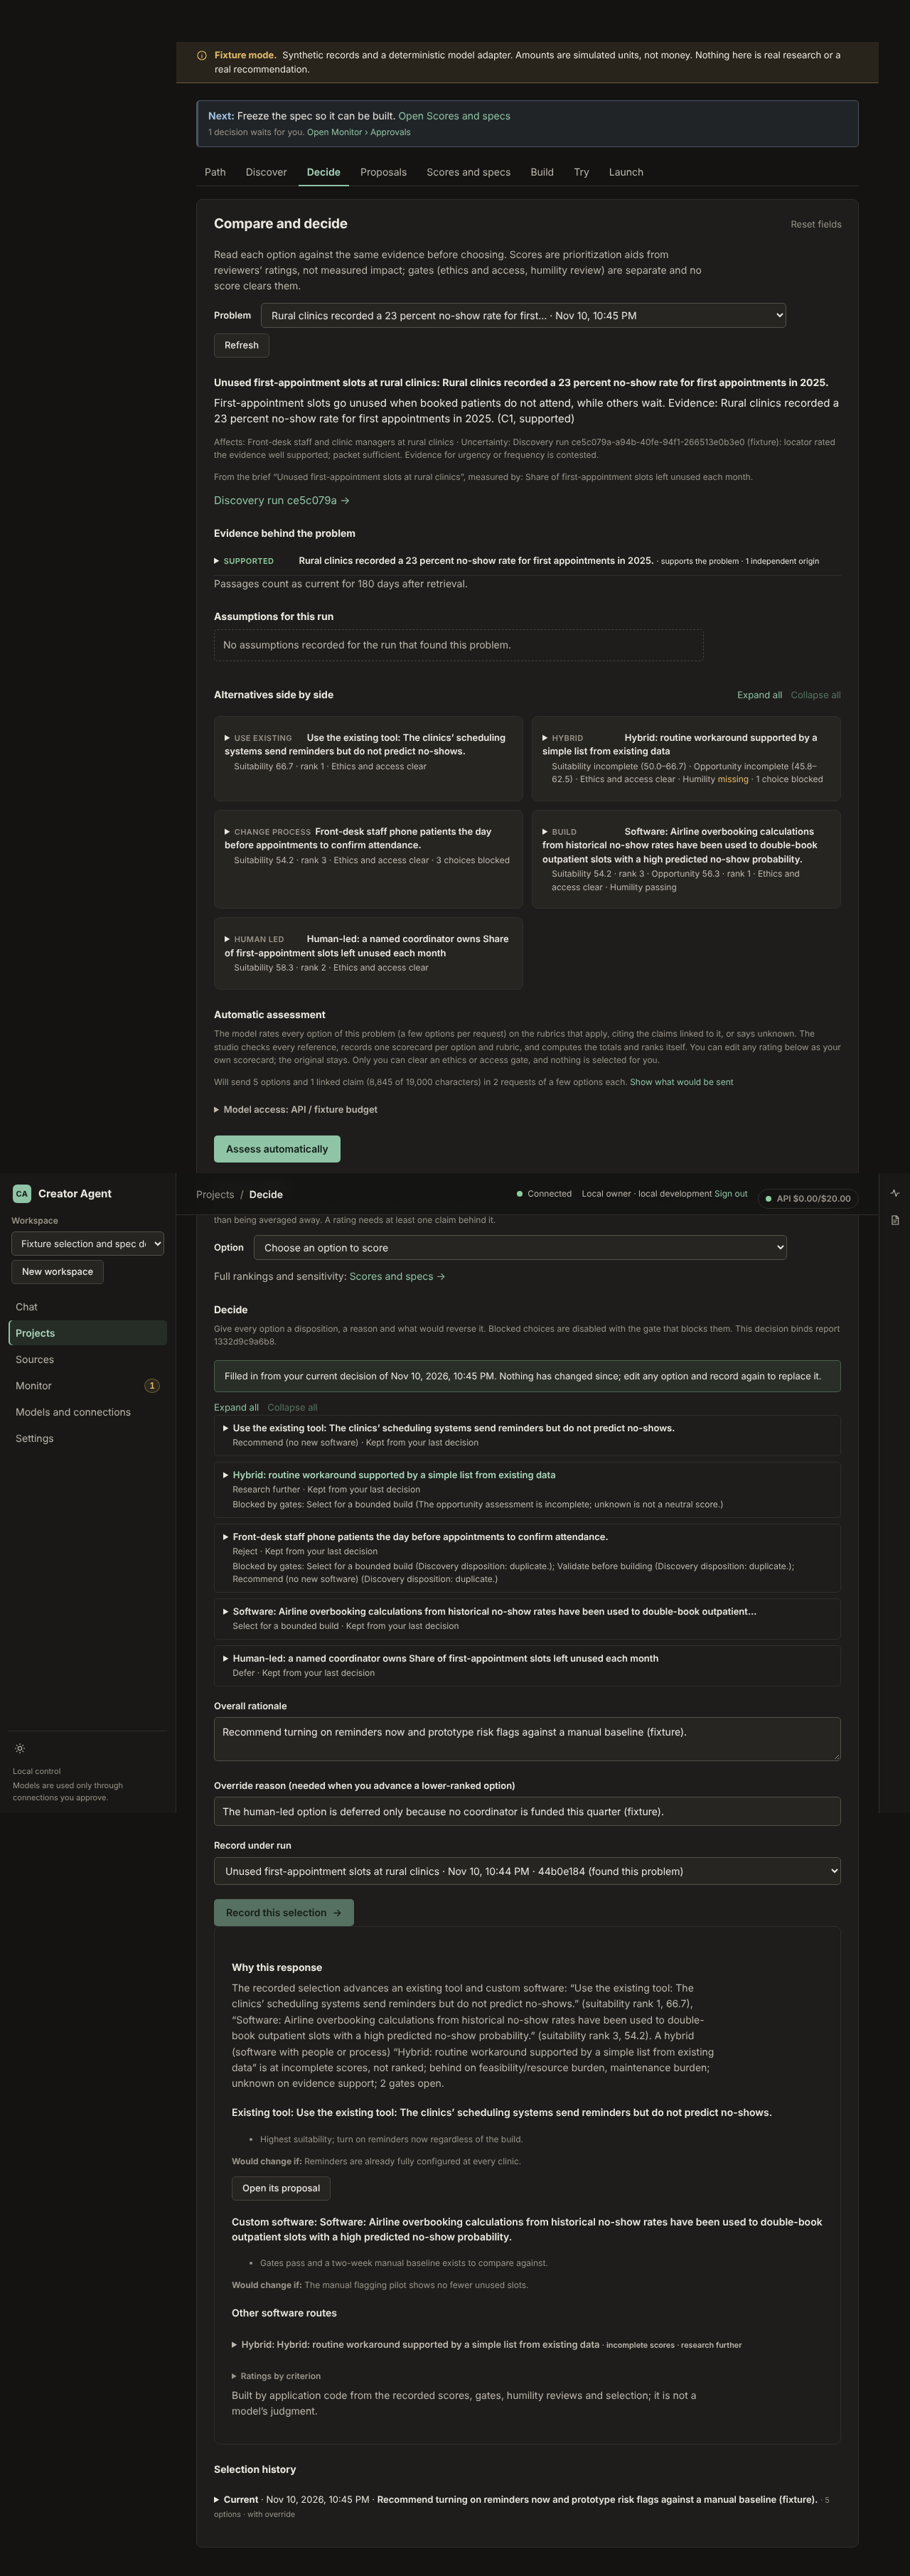 Fixture mode. Synthetic records and a deterministic model adapter. Amounts are simulated units, not money. Nothing here is real research or a
real recommendation.
Next: Freeze the spec so it can be built. Open Scores and specs
1 decision waits for you. Open Monitor › Approvals
Path Discover Decide Proposals Scores and specs Build Try Launch
Compare and decide
Reset fields
Read each option against the same evidence before choosing. Scores are prioritization aids from
reviewers’ ratings, not measured impact; gates (ethics and access, humility review) are separate and no
score clears them.
Problem Rural clinics recorded a 23 percent no-show rate for first... · Nov 10, 10:45 PM
Refresh
Unused first-appointment slots at rural clinics: Rural clinics recorded a 23 percent no-show rate for first appointments in 2025.
First-appointment slots go unused when booked patients do not attend, while others wait. Evidence: Rural clinics recorded a
23 percent no-show rate for first appointments in 2025. (C1, supported)
Affects: Front-desk staff and clinic managers at rural clinics · Uncertainty: Discovery run ce5c079a-a94b-40fe-94f1-266513e0b3e0 (fixture): locator rated
the evidence well supported; packet sufficient. Evidence for urgency or frequency is contested.
From the brief “Unused first-appointment slots at rural clinics”, measured by: Share of first-appointment slots left unused each month.
Discovery run ce5c079a →
Evidence behind the problem
▶ SUPPORTED Rural clinics recorded a 23 percent no-show rate for first appointments in 2025. · supports the problem · 1 independent origin
Passages count as current for 180 days after retrieval.
Assumptions for this run
No assumptions recorded for the run that found this problem.
Alternatives side by side
Expand all Collapse all
▶ USE EXISTING Use the existing tool: The clinics’ scheduling
systems send reminders but do not predict no-shows.
Suitability 66.7 · rank 1 · Ethics and access clear
▶ HYBRID Hybrid: routine workaround supported by a
simple list from existing data
Suitability incomplete (50.0–66.7) · Opportunity incomplete (45.8–
62.5) · Ethics and access clear · Humility missing · 1 choice blocked
▶ CHANGE PROCESS Front-desk staff phone patients the day
before appointments to confirm attendance.
Suitability 54.2 · rank 3 · Ethics and access clear · 3 choices blocked
▶ BUILD Software: Airline overbooking calculations
from historical no-show rates have been used to double-book
outpatient slots with a high predicted no-show probability.
Suitability 54.2 · rank 3 · Opportunity 56.3 · rank 1 · Ethics and
access clear · Humility passing
▶ HUMAN LED Human-led: a named coordinator owns Share
of first-appointment slots left unused each month
Suitability 58.3 · rank 2 · Ethics and access clear
Automatic assessment
The model rates every option of this problem (a few options per request) on the rubrics that apply, citing the claims linked to it, or says unknown. The
studio checks every reference, records one scorecard per option and rubric, and computes the totals and ranks itself. You can edit any rating below as your
own scorecard; the original stays. Only you can clear an ethics or access gate, and nothing is selected for you.
Will send 5 options and 1 linked claim (8,845 of 19,000 characters) in 2 requests of a few options each. Show what would be sent
▶ Model access: API / fixture budget
Assess automatically
CA Creator Agent
Workspace
Fixture selection and spec d
New workspace
Chat
Projects
Sources
Monitor 1
Models and connections
Settings
Local control
Models are used only through
connections you approve.
Projects / Decide
Connected Local owner · local development Sign out API $0.00/$20.00
than being averaged away. A rating needs at least one claim behind it.
Option Choose an option to score
Full rankings and sensitivity: Scores and specs →
Decide
Give every option a disposition, a reason and what would reverse it. Blocked choices are disabled with the gate that blocks them. This decision binds report
1332d9c9a6b8.
Filled in from your current decision of Nov 10, 2026, 10:45 PM. Nothing has changed since; edit any option and record again to replace it.
Expand all Collapse all
▶ Use the existing tool: The clinics’ scheduling systems send reminders but do not predict no-shows.
Recommend (no new software) · Kept from your last decision
▶ Hybrid: routine workaround supported by a simple list from existing data
Research further · Kept from your last decision
Blocked by gates: Select for a bounded build (The opportunity assessment is incomplete; unknown is not a neutral score.)
▶ Front-desk staff phone patients the day before appointments to confirm attendance.
Reject · Kept from your last decision
Blocked by gates: Select for a bounded build (Discovery disposition: duplicate.); Validate before building (Discovery disposition: duplicate.);
Recommend (no new software) (Discovery disposition: duplicate.)
▶ Software: Airline overbooking calculations from historical no-show rates have been used to double-book outpatient...
Select for a bounded build · Kept from your last decision
▶ Human-led: a named coordinator owns Share of first-appointment slots left unused each month
Defer · Kept from your last decision
Overall rationale
Recommend turning on reminders now and prototype risk flags against a manual baseline (fixture).
Override reason (needed when you advance a lower-ranked option)
The human-led option is deferred only because no coordinator is funded this quarter (fixture).
Record under run
Unused first-appointment slots at rural clinics · Nov 10, 10:44 PM · 44b0e184 (found this problem)
Record this selection →
Why this response
The recorded selection advances an existing tool and custom software: “Use the existing tool: The
clinics’ scheduling systems send reminders but do not predict no-shows.” (suitability rank 1, 66.7),
“Software: Airline overbooking calculations from historical no-show rates have been used to double-
book outpatient slots with a high predicted no-show probability.” (suitability rank 3, 54.2). A hybrid
(software with people or process) “Hybrid: routine workaround supported by a simple list from existing
data” is at incomplete scores, not ranked; behind on feasibility/resource burden, maintenance burden;
unknown on evidence support; 2 gates open.
Existing tool: Use the existing tool: The clinics’ scheduling systems send reminders but do not predict no-shows.
• Highest suitability; turn on reminders now regardless of the build.
Would change if: Reminders are already fully configured at every clinic.
Open its proposal
Custom software: Software: Airline overbooking calculations from historical no-show rates have been used to double-book
outpatient slots with a high predicted no-show probability.
• Gates pass and a two-week manual baseline exists to compare against.
Would change if: The manual flagging pilot shows no fewer unused slots.
Other software routes
▶ Hybrid: Hybrid: routine workaround supported by a simple list from existing data · incomplete scores · research further
▶ Ratings by criterion
Built by application code from the recorded scores, gates, humility reviews and selection; it is not a
model’s judgment.
Selection history
▶ Current · Nov 10, 2026, 10:45 PM · Recommend turning on reminders now and prototype risk flags against a manual baseline (fixture). · 5
options · with override